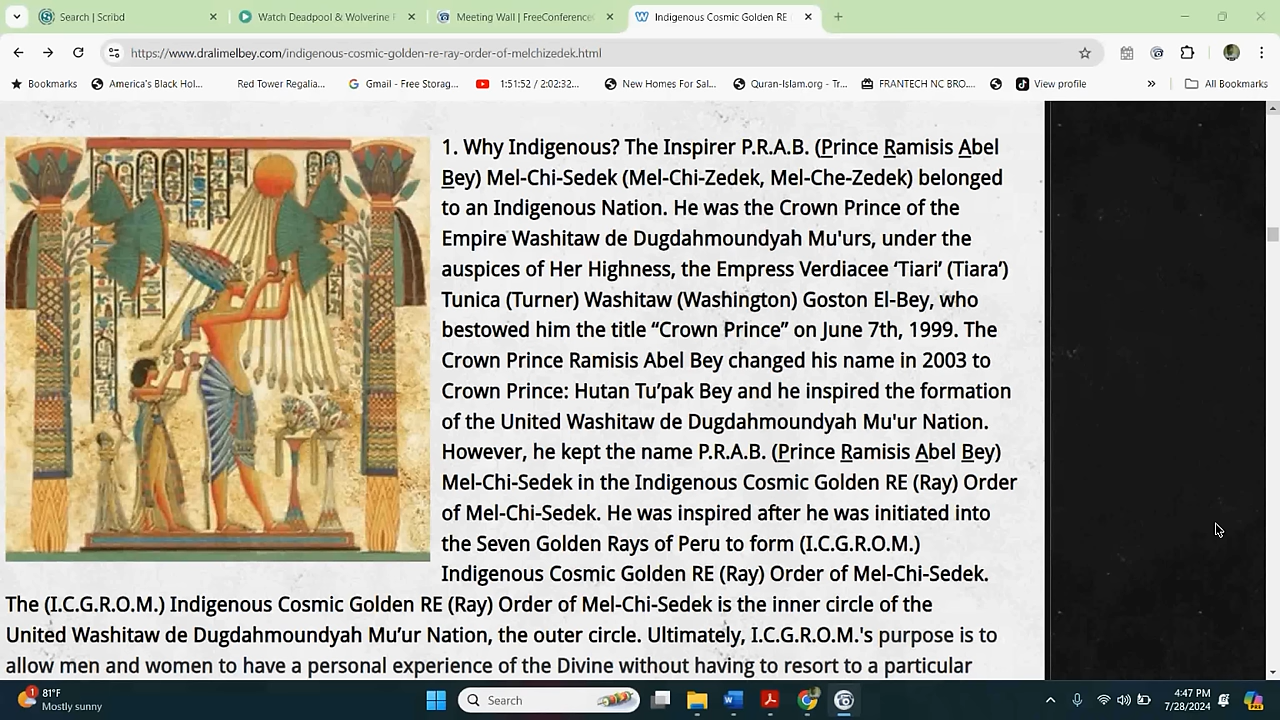 Search | Scribd
Watch Deadpool & Wolverine F
Meeting Wall | FreeConference
Indigenous Cosmic Golden RE
https://www.dralimelbey.com/indigenous-cosmic-golden-re-ray-order-of-melchizedek.html
Bookmarks
America's Black Hol...
Red Tower Regalia...
Gmail - Free Storag...
1:51:52 / 2:02:32...
New Homes For Sal...
Quran-Islam.org - Tr...
FRANTECH NC BRO...
View profile
All Bookmarks
1. Why Indigenous? The Inspirer P.R.A.B. (Prince Ramisis Abel
Bey) Mel-Chi-Sedek (Mel-Chi-Zedek, Mel-Che-Zedek) belonged
to an Indigenous Nation. He was the Crown Prince of the
Empire Washitaw de Dugdahmoundyah Mu'urs, under the
auspices of Her Highness, the Empress Verdiacee ‘Tiari’ (Tiara’)
Tunica (Turner) Washitaw (Washington) Goston El-Bey, who
bestowed him the title “Crown Prince” on June 7th, 1999. The
Crown Prince Ramisis Abel Bey changed his name in 2003 to
Crown Prince: Hutan Tu’pak Bey and he inspired the formation
of the United Washitaw de Dugdahmoundyah Mu'ur Nation.
However, he kept the name P.R.A.B. (Prince Ramisis Abel Bey)
Mel-Chi-Sedek in the Indigenous Cosmic Golden RE (Ray) Order
of Mel-Chi-Sedek. He was inspired after he was initiated into
the Seven Golden Rays of Peru to form (I.C.G.R.O.M.)
Indigenous Cosmic Golden RE (Ray) Order of Mel-Chi-Sedek.
The (I.C.G.R.O.M.) Indigenous Cosmic Golden RE (Ray) Order of Mel-Chi-Sedek is the inner circle of the
United Washitaw de Dugdahmoundyah Mu’ur Nation, the outer circle. Ultimately, I.C.G.R.O.M.'s purpose is to
allow men and women to have a personal experience of the Divine without having to resort to a particular
1
81°F
Mostly sunny
Search
4:47 PM
7/28/2024